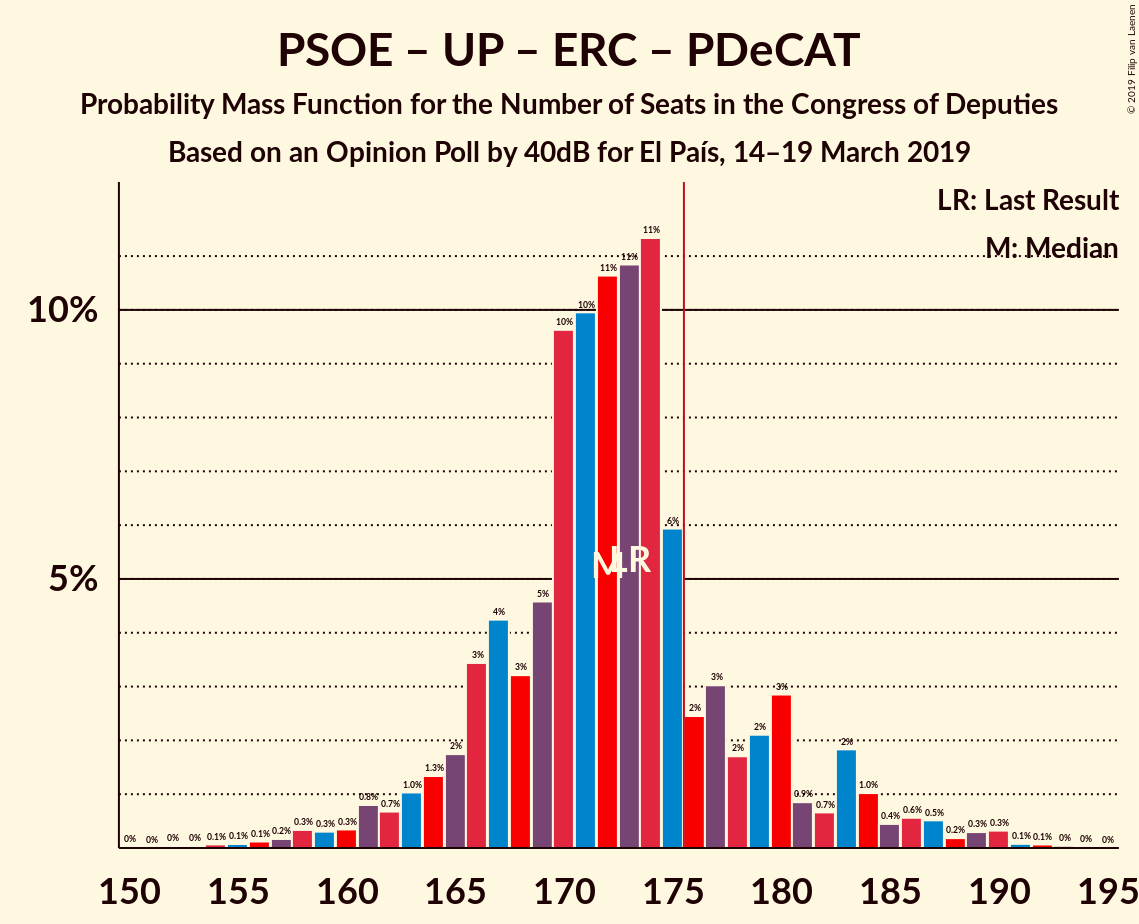 PSOE – UP – ERC – PDeCAT
Probability Mass Function for the Number of Seats in the Congress of Deputies
Based on an Opinion Poll by 40dB for El País, 14–19 March 2019
© 2019 Filip van Laenen
LR: Last Result
M: Median
10%
5%
0% 0% 0% 0% 0.1% 0.1% 0.1% 0.2% 0.3% 0.3% 0.3% 0.8% 0.7% 1.0% 1.3% 2% 3% 4% 3% 5% 10% 10% 11% 11% 11% 6% 2% 3% 2% 2% 3% 0.9% 0.7% 2% 1.0% 0.4% 0.6% 0.5% 0.2% 0.3% 0.3% 0.1% 0.1% 0% 0% 0%
M LR
150 155 160 165 170 175 180 185 190 195